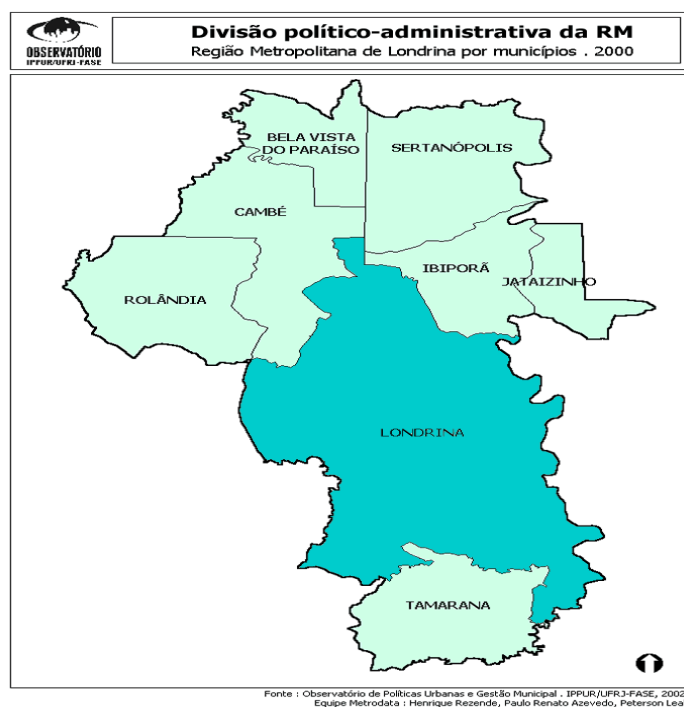 OBSERVATÓRIO
IPPUR/UFRJ-FASE
Divisão político-administrativa da RM
Região Metropolitana de Londrina por municípios . 2000
BELA VISTA
DO PARAÍSO
SERTANÓPOLIS
CAMBÉ
IBIPORÃ
JATAIZINHO
ROLÂNDIA
LONDRINA
TAMARANA
Fonte : Observatório de Políticas Urbanas e Gestão Municipal . IPPUR/UFRJ-FASE, 2002
Equipe Metrodata : Henrique Rezende, Paulo Renato Azevedo, Peterson Lea